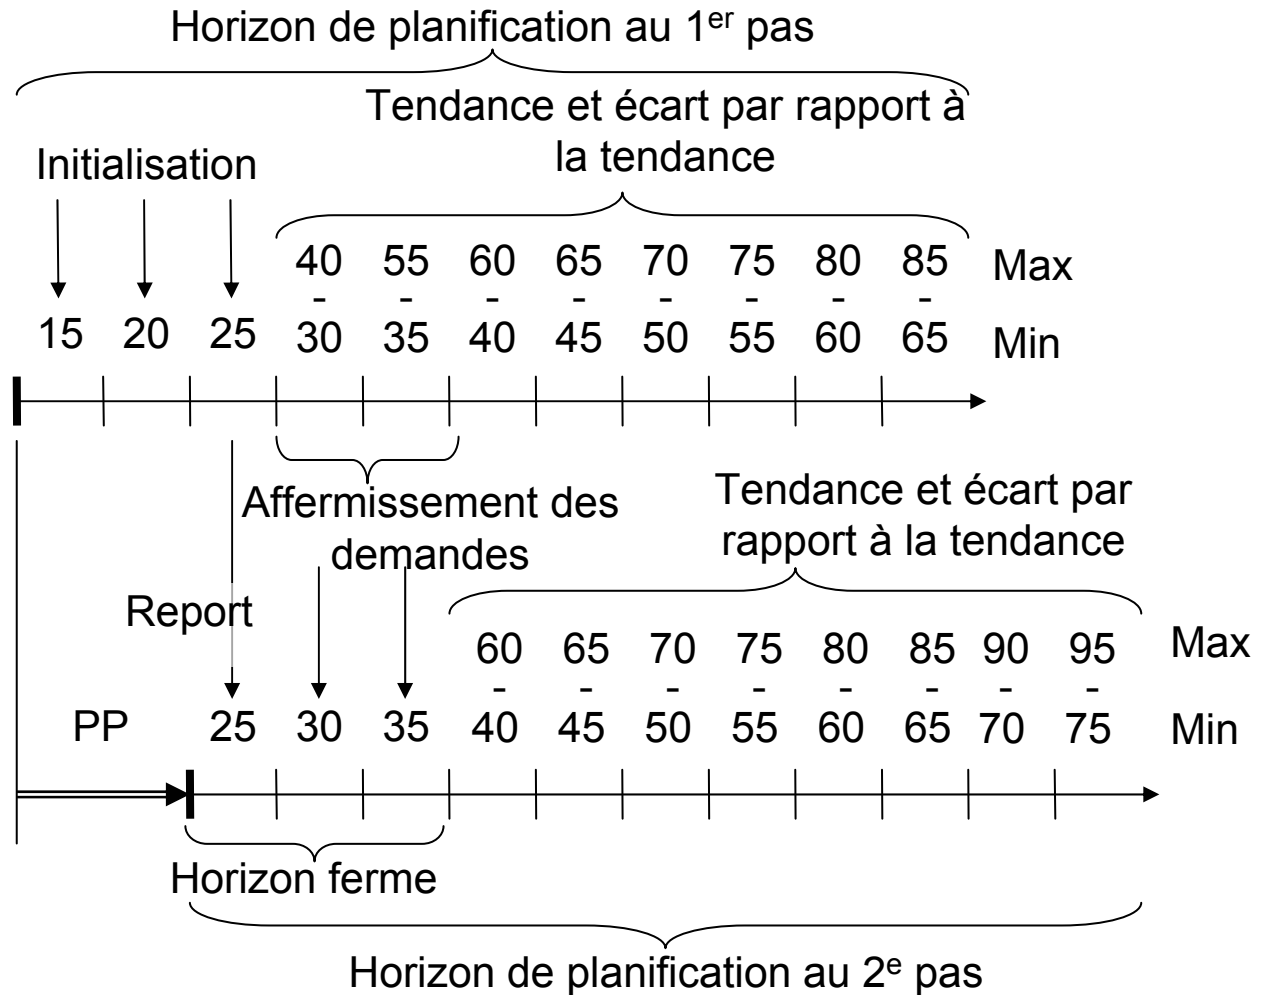 Horizon de planification au 1er pas
Tendance et écart par rapport à
la tendance
Initialisation
40 55 60 65 70 75 80 85 Max
- - - - - - - -
15 20 25 30 35 40 45 50 55 60 65 Min
Affermissement des
demandes
Tendance et écart par
rapport à la tendance
Report
60 65 70 75 80 85 90 95 Max
- - - - - - - -
PP 25 30 35 40 45 50 55 60 65 70 75 Min
Horizon ferme
Horizon de planification au 2e pas